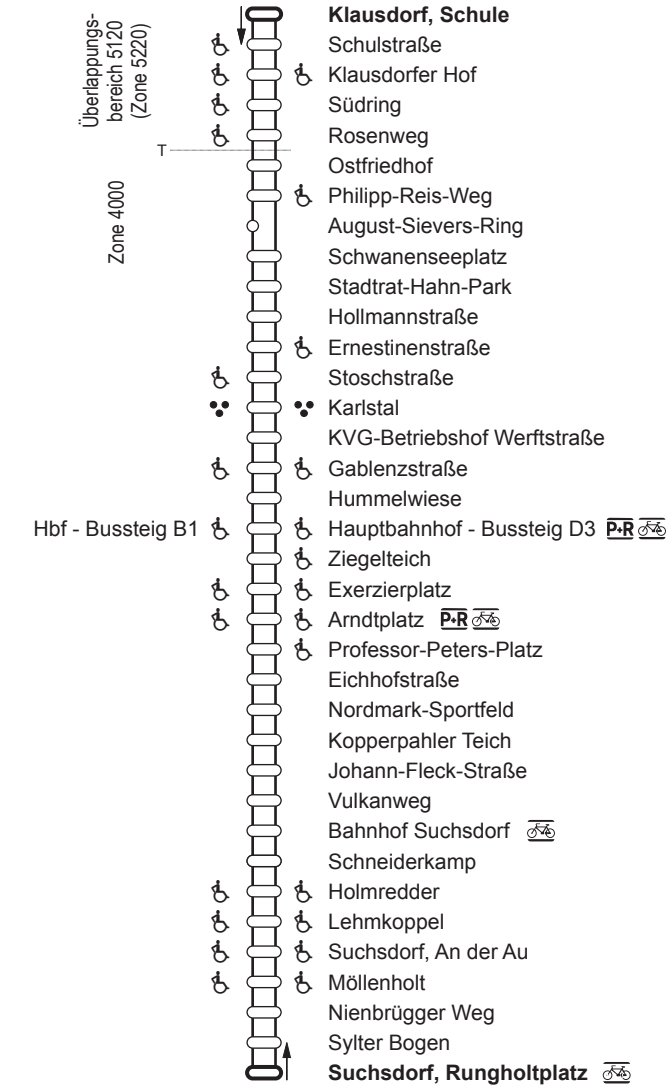 Klausdorf, Schule
Überlappungs-
bereich 5120
(Zone 5220)
Schulstraße
Klausdorfer Hof
Südring
Rosenweg
T
Ostfriedhof
Zone 4000
Philipp-Reis-Weg
August-Sievers-Ring
Schwanenseeplatz
Stadtrat-Hahn-Park
Hollmannstraße
Ernestinenstraße
Stoschstraße
Karlstal
KVG-Betriebshof Werftstraße
Gablenzstraße
Hummelwiese
Hbf - Bussteig B1 Hauptbahnhof - Bussteig D3 P+R
Ziegelteich
Exerzierplatz
Arndtplatz P+R
Professor-Peters-Platz
Eichhofstraße
Nordmark-Sportfeld
Kopperpahler Teich
Johann-Fleck-Straße
Vulkanweg
Bahnhof Suchsdorf
Schneiderkamp
Holmredder
Lehmkoppel
Suchsdorf, An der Au
Möllenholt
Nienbrügger Weg
Sylter Bogen
Suchsdorf, Rungholtplatz